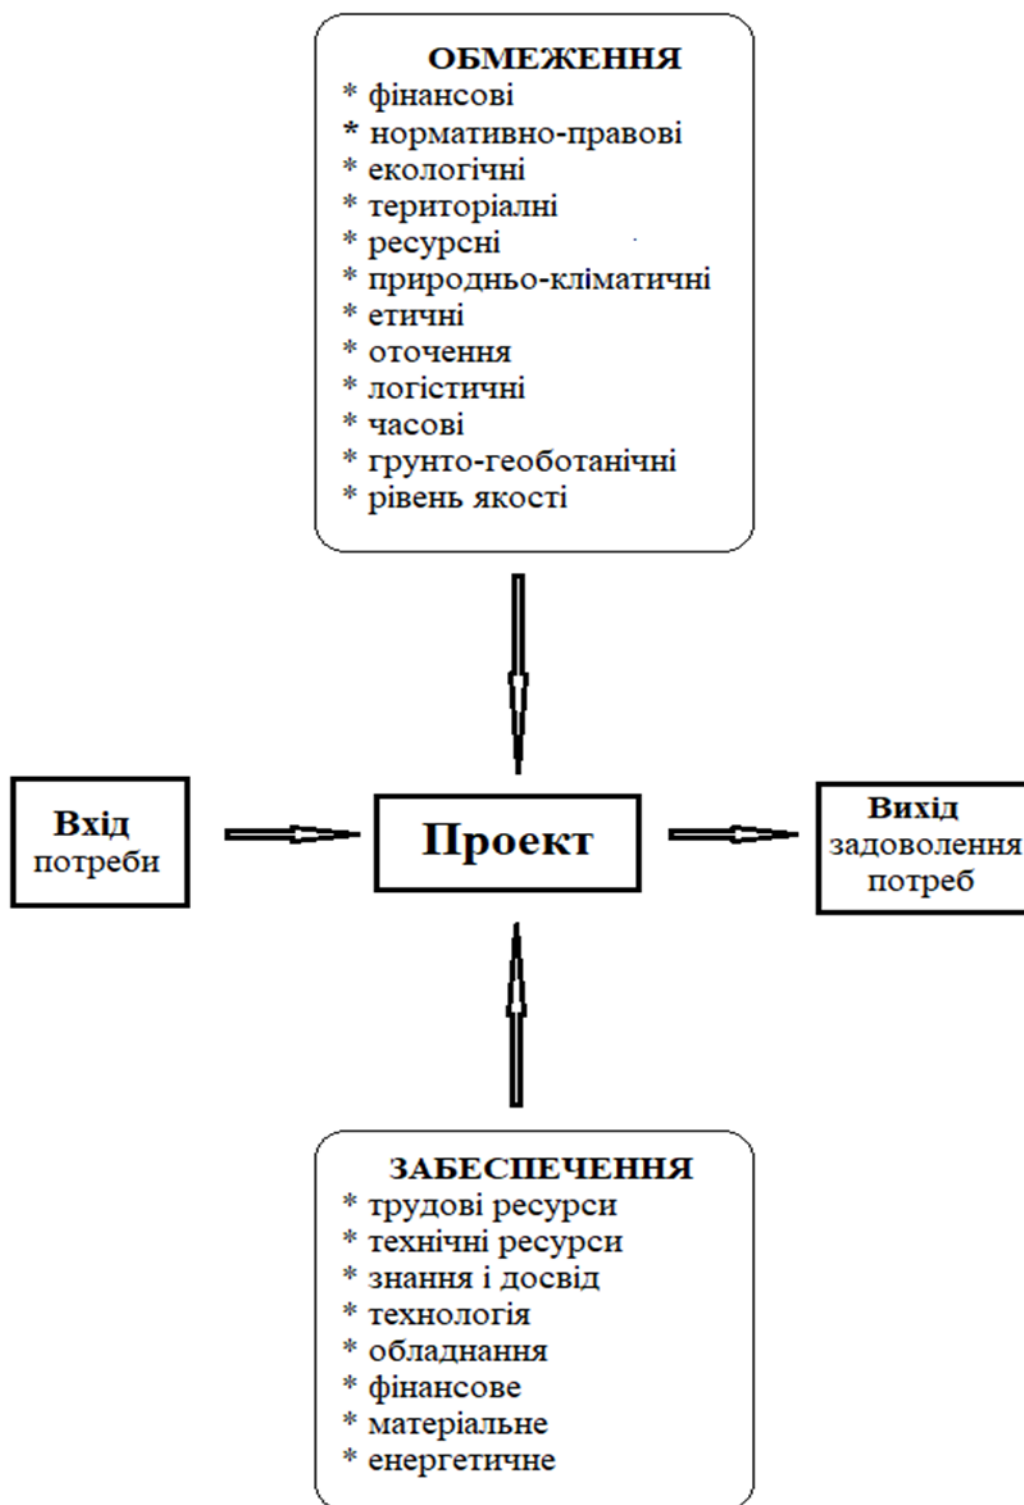 ОБМЕЖЕННЯ
* фінансові
* нормативно-правові
* екологічні
* територіалні
* ресурсні
* природньо-кліматичні
* етичні
* оточення
* логістичні
* часові
* грунто-геоботанічні
* рівень якості
Вхід
потреби
Проект
Вихід
задоволення
потреб
ЗАБЕСПЕЧЕННЯ
* трудові ресурси
* технічні ресурси
* знання і досвід
* технологія
* обладнання
* фінансове
* матеріальне
* енергетичне